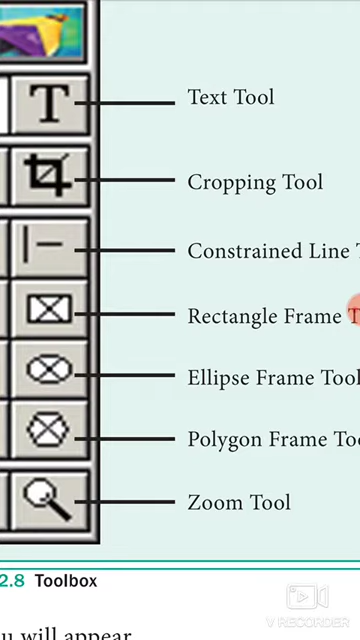 T
Text Tool
Cropping Tool
Constrained Line T
Rectangle Frame T
Ellipse Frame Tool
Polygon Frame Too
Zoom Tool
2.8 Toolbox
u will appear
V RECORDER